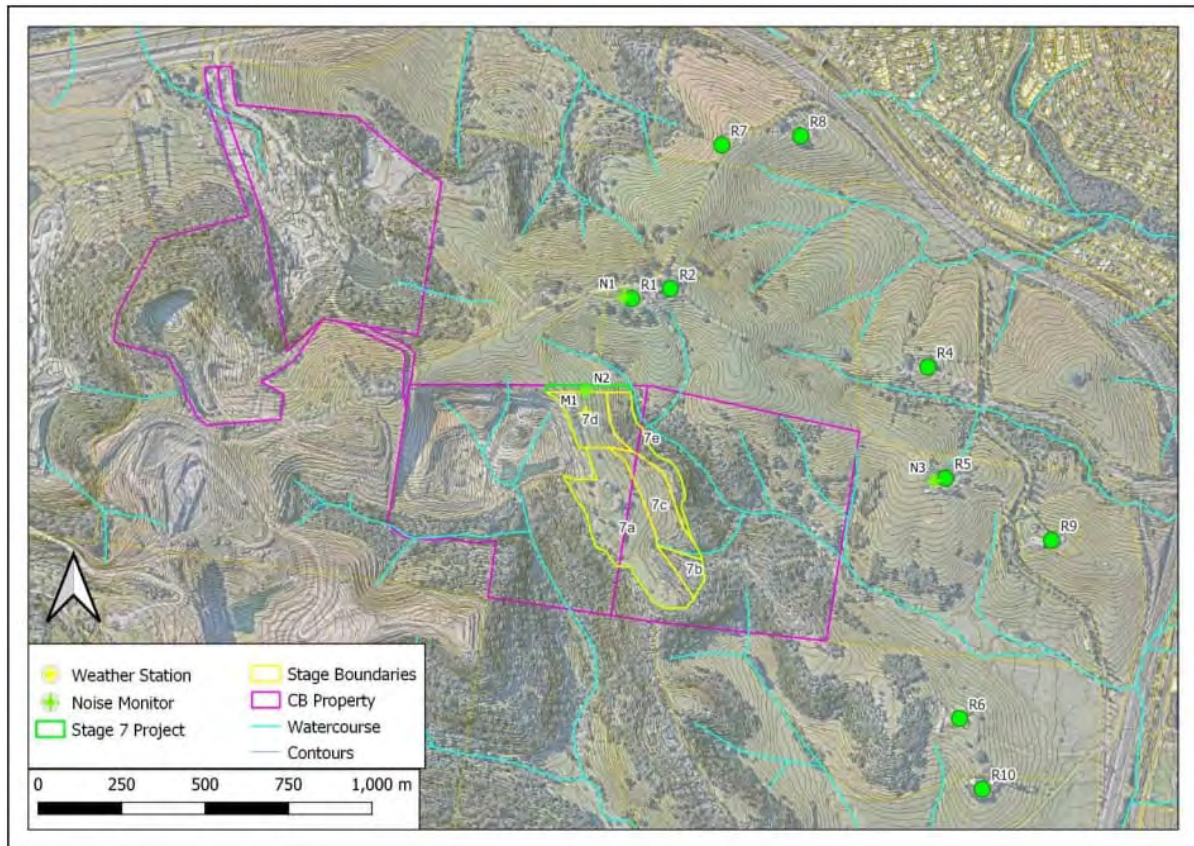 R8
R7
R2
N1 R1
R4
N2
M1
7d
7e
N3 R5
7c
7a
R9
7b
R6
R10
Weather Station
Noise Monitor
Stage 7 Project
Stage Boundaries
CB Property
Watercourse
Contours
0 250 500 750 1,000 m